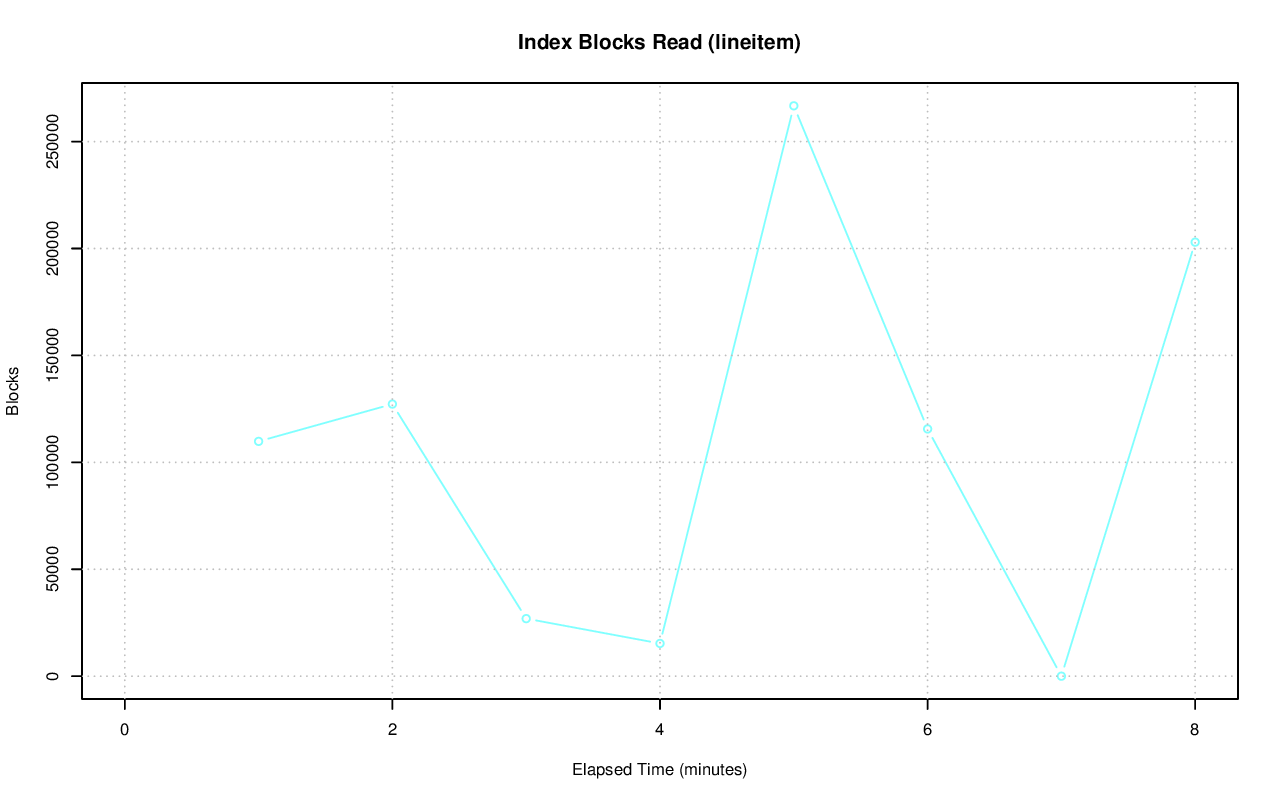 Index Blocks Read (lineitem)
250000
200000
150000
100000
50000
0
Blocks
0 2 4 6 8
Elapsed Time (minutes)